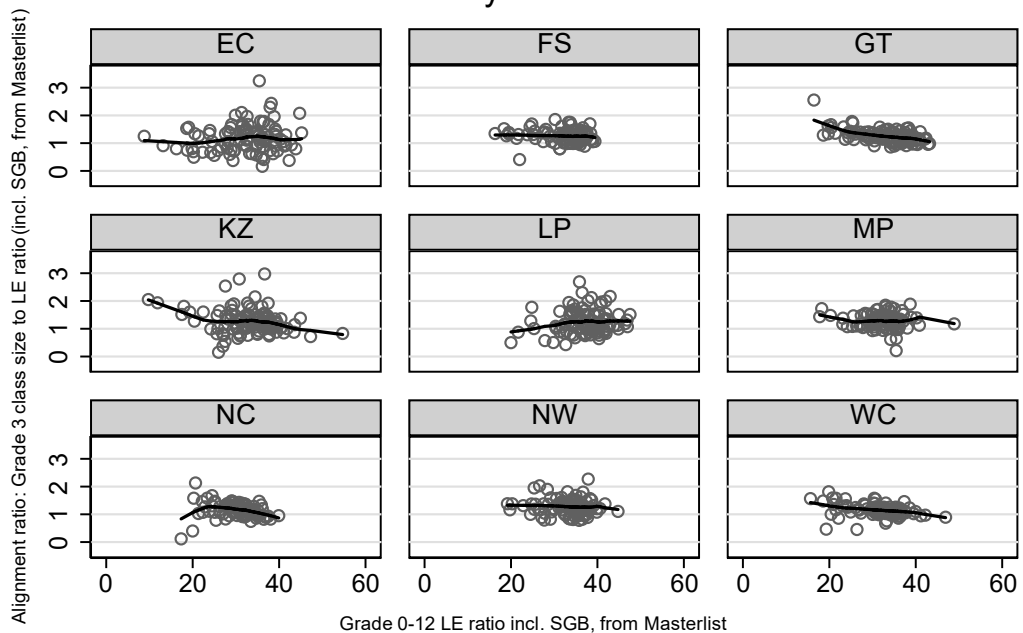 EC FS GT
3
2
1
0
KZ LP MP
3
2
1
0
NC NW WC
3
2
1
0
0 20 40 60 0 20 40 60 0 20 40 60
Grade 0-12 LE ratio incl. SGB, from Masterlist
Alignment ratio: Grade 3 class size to LE ratio (incl. SGB, from Masterlist)